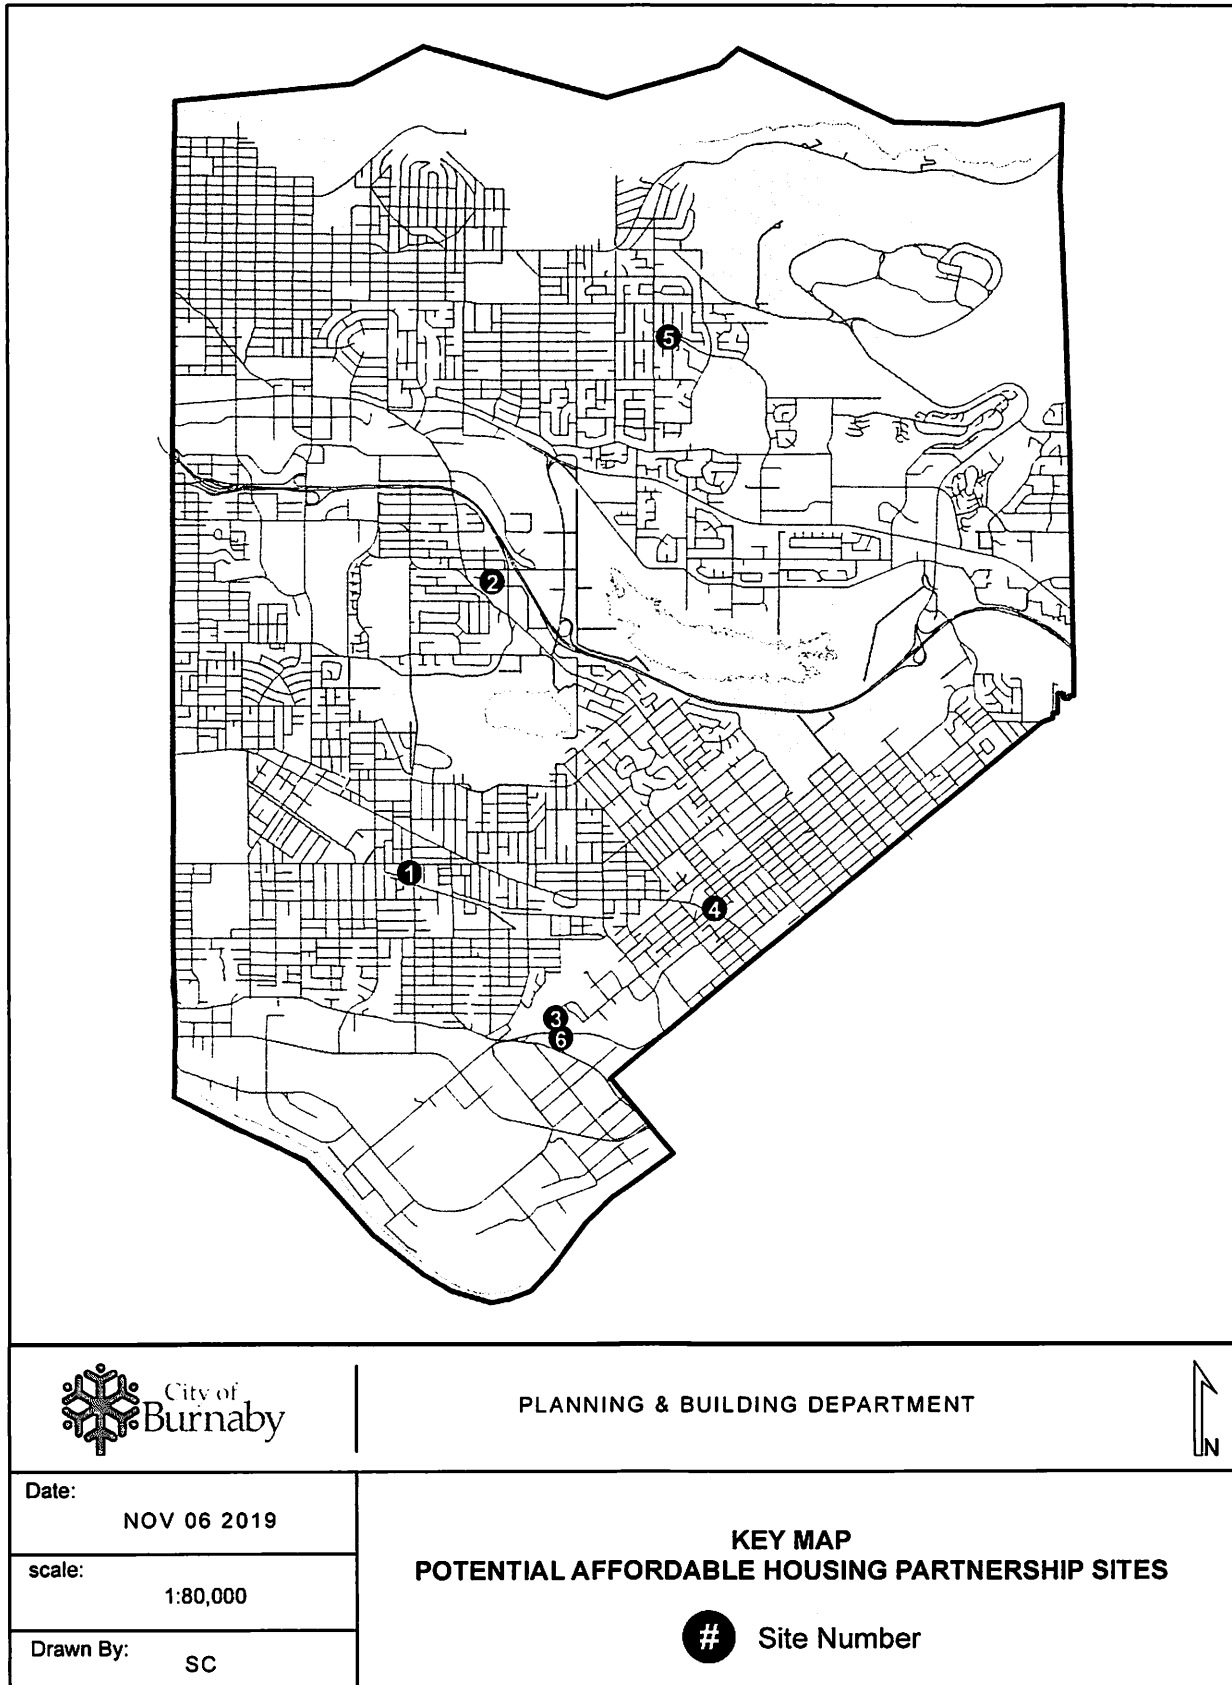 5
2
1
4
3
6
City of
Burnaby
PLANNING & BUILDING DEPARTMENT
N
Date:
NOV 06 2019
scale:
1:80,000
Drawn By:
SC
KEY MAP
POTENTIAL AFFORDABLE HOUSING PARTNERSHIP SITES
# Site Number